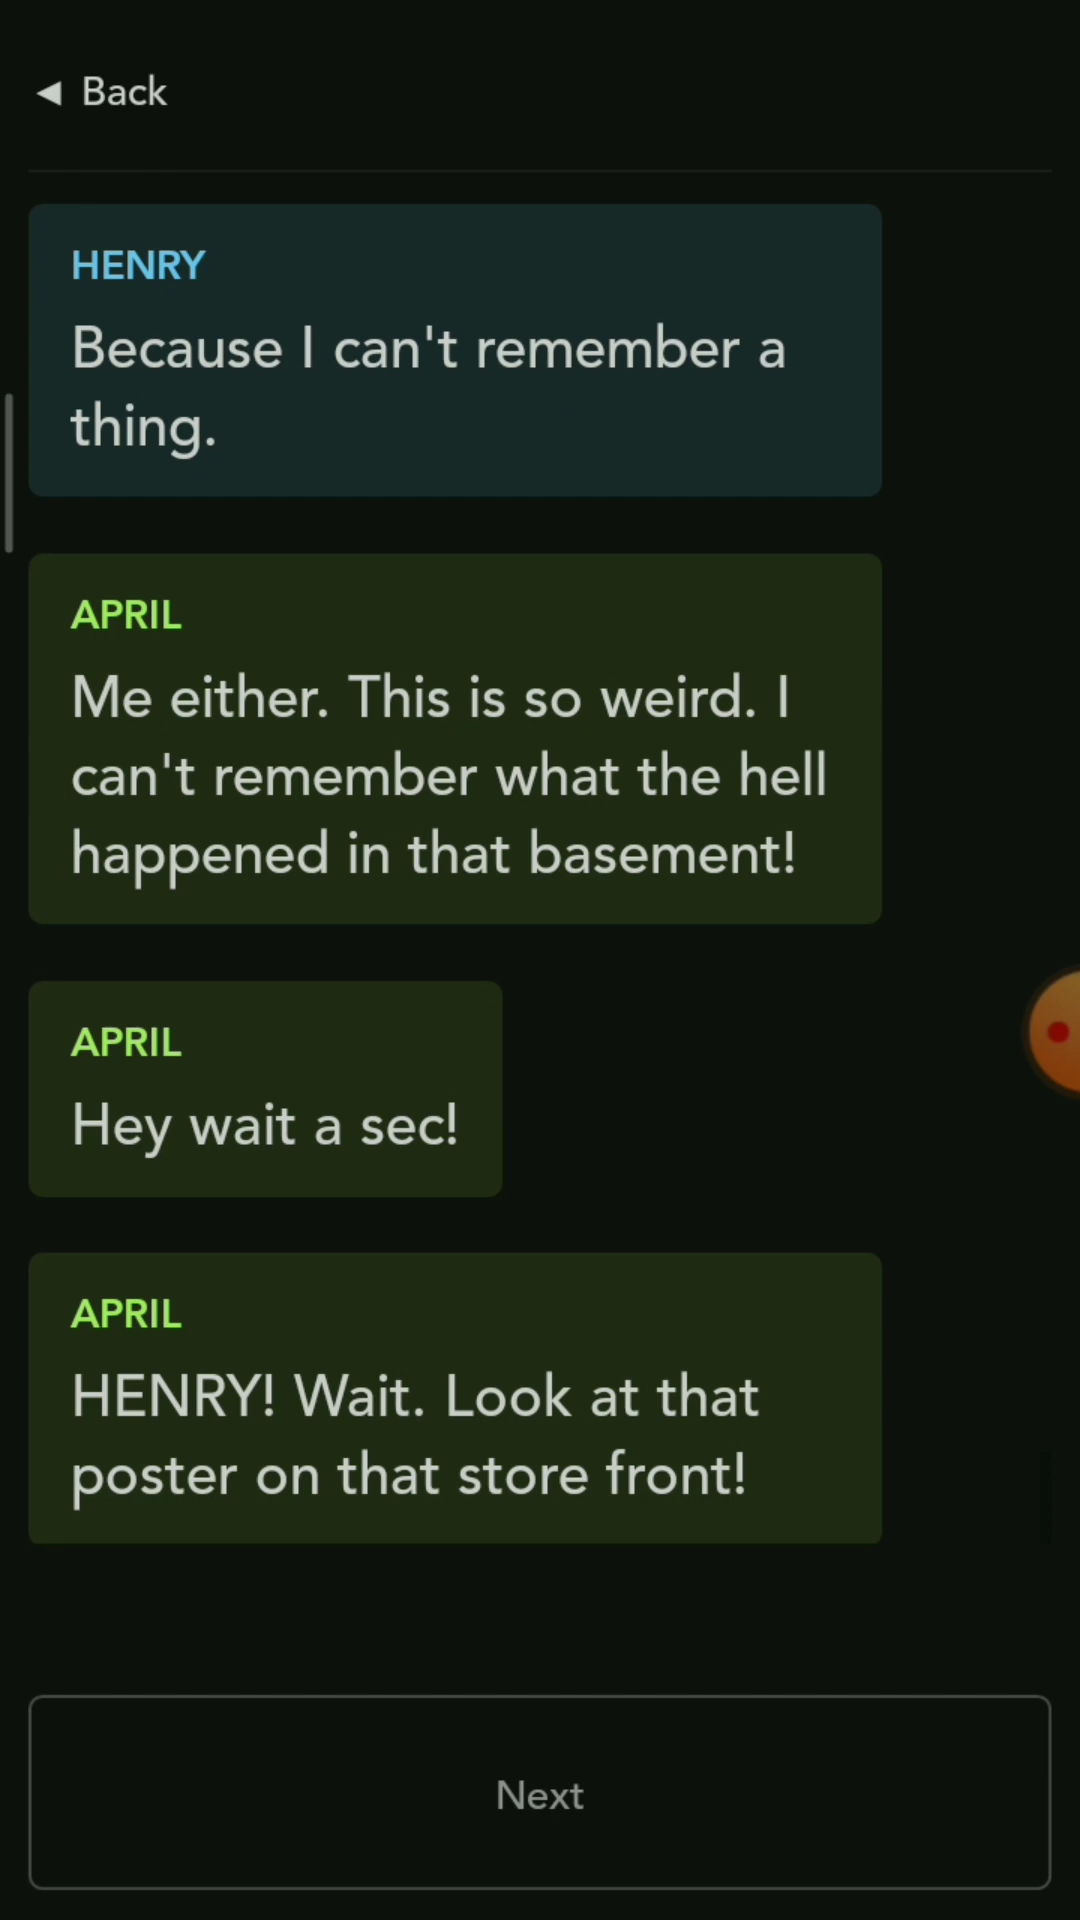 ◀ Back
HENRY
Because I can't remember a
thing.
APRIL
Me either. This is so weird. I
can't remember what the hell
happened in that basement!
APRIL
Hey wait a sec!
APRIL
HENRY! Wait. Look at that
poster on that store front!
Next